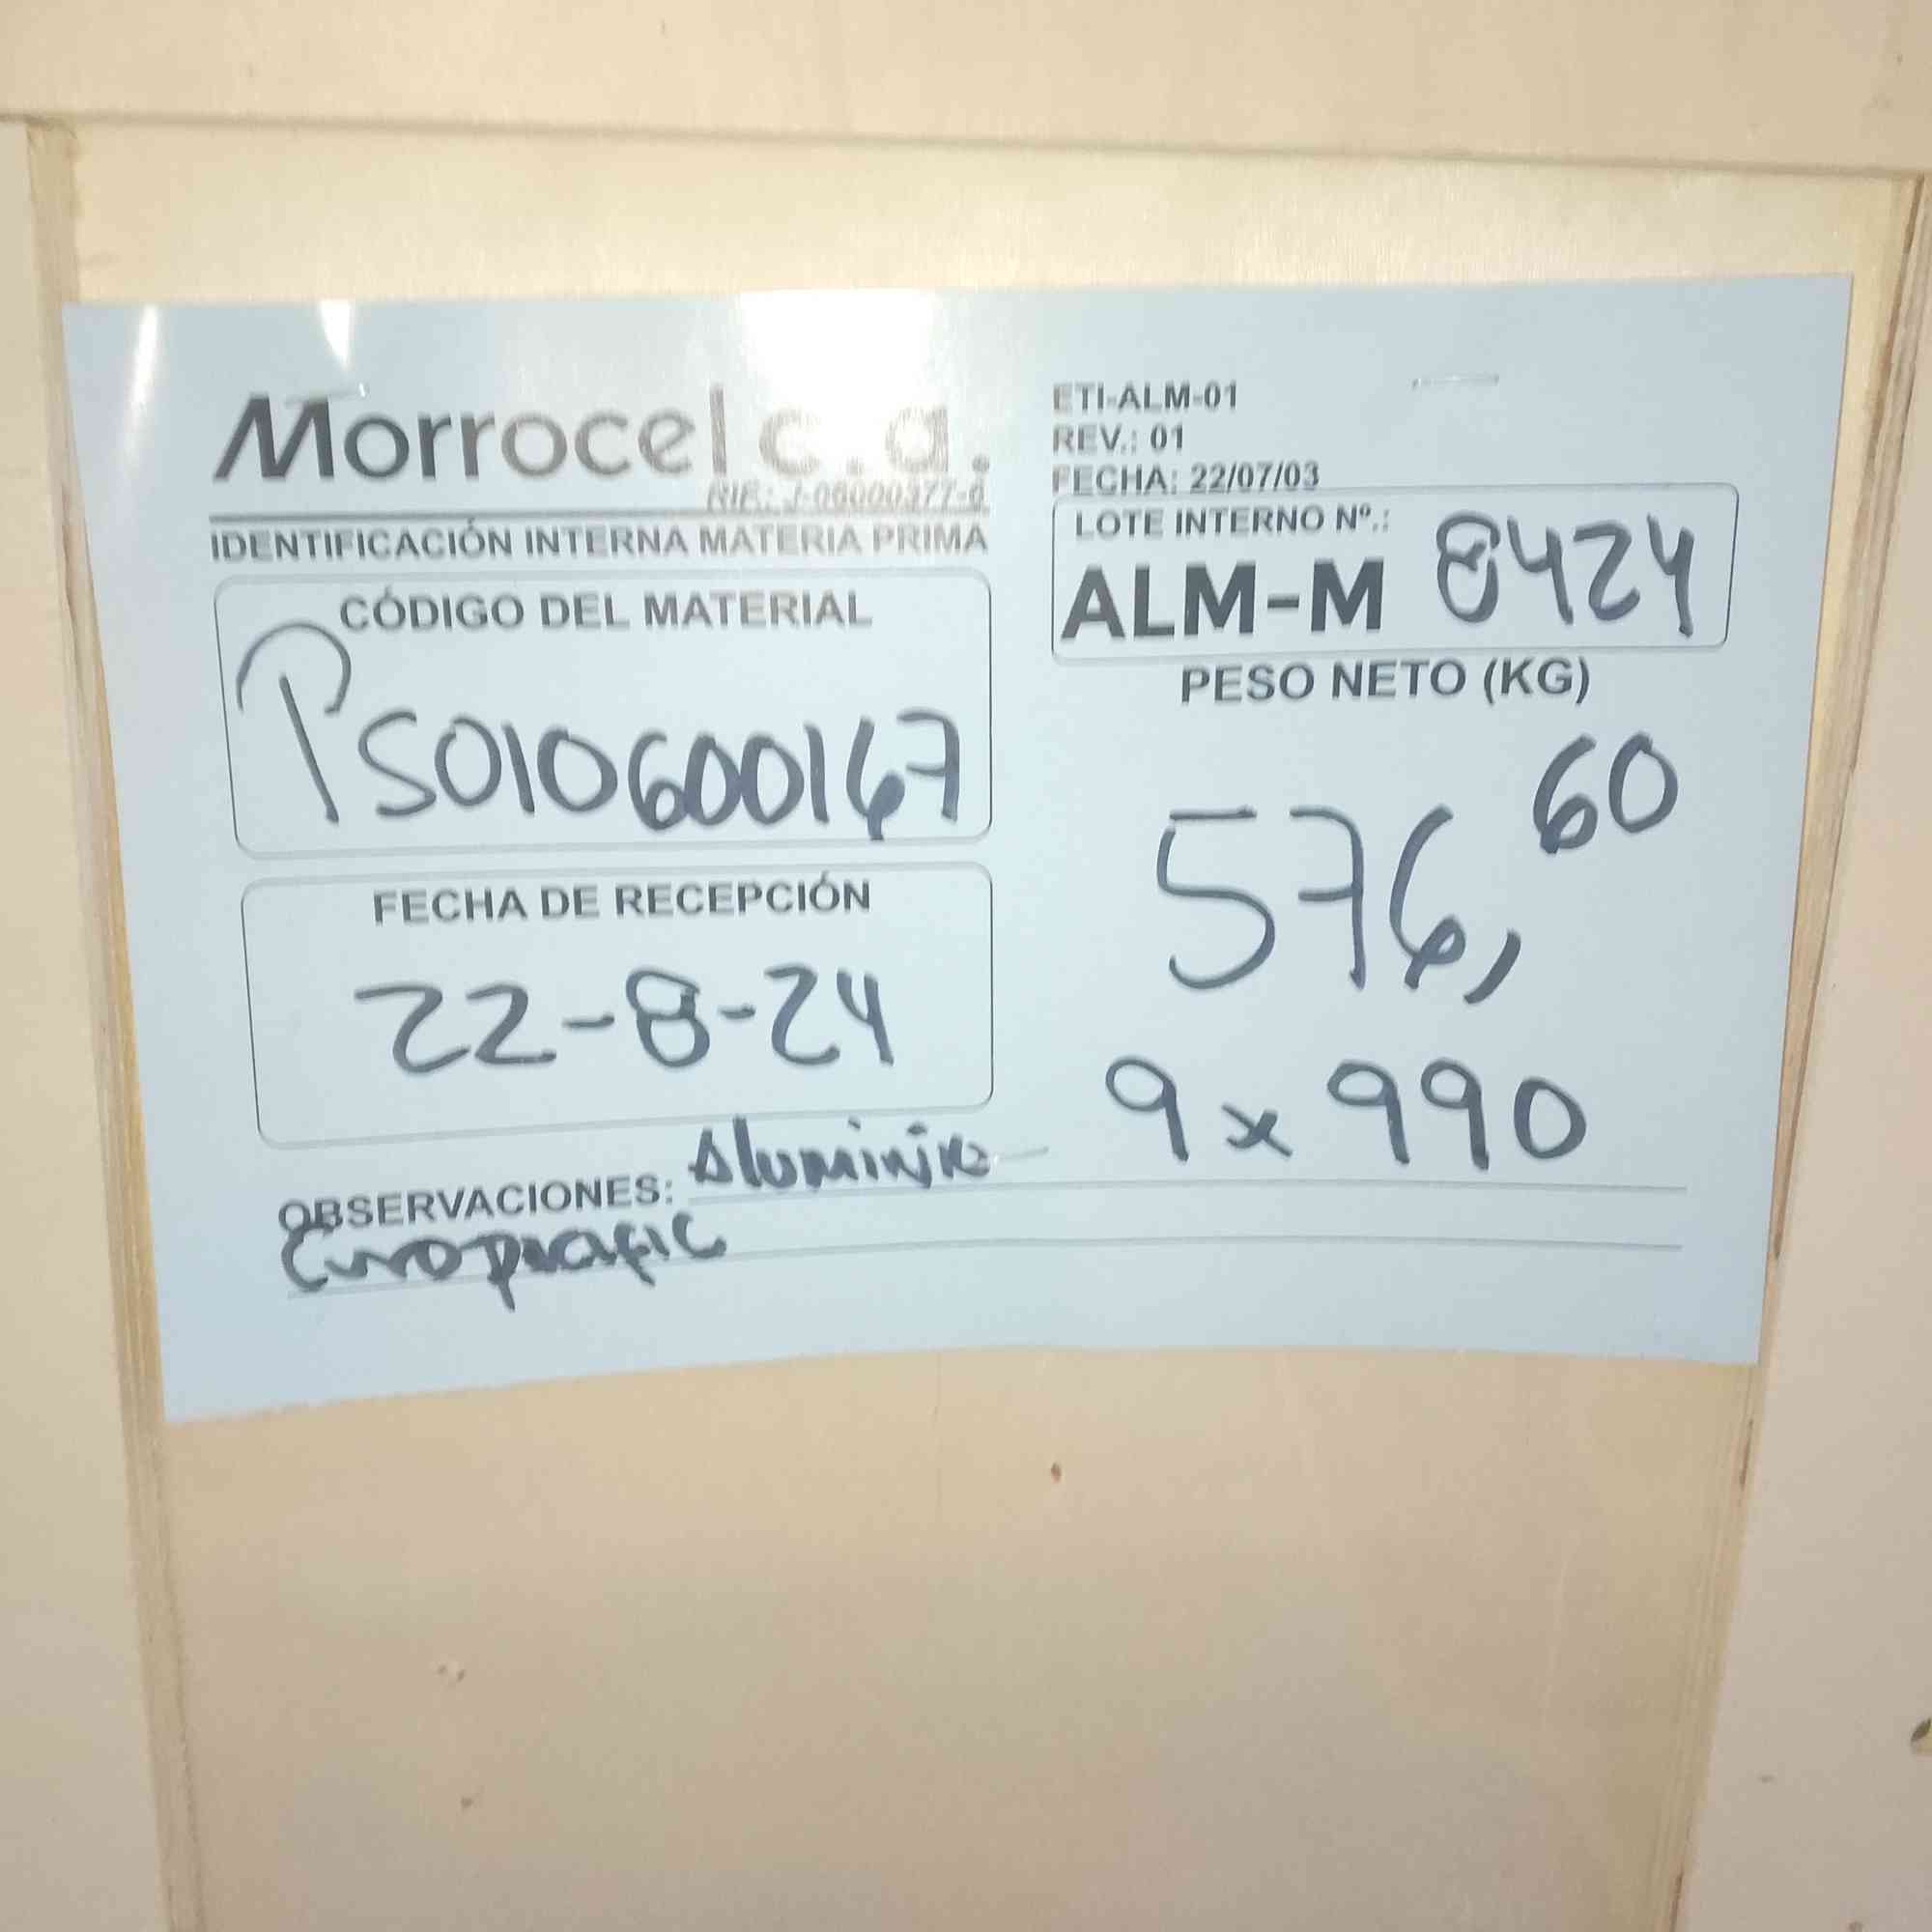 Morrocel c.a.
RIF.: J-06000377-6
IDENTIFICACIÓN INTERNA MATERIA PRIMA
ETI-ALM-01
REV.: 01
FECHA: 22/07/03
LOTE INTERNO Nº.:
ALM-M 8424
CÓDIGO DEL MATERIAL
PS010600167
PESO NETO (KG)
576,60
FECHA DE RECEPCIÓN
22-8-24
9 x 990
OBSERVACIONES: Aluminio